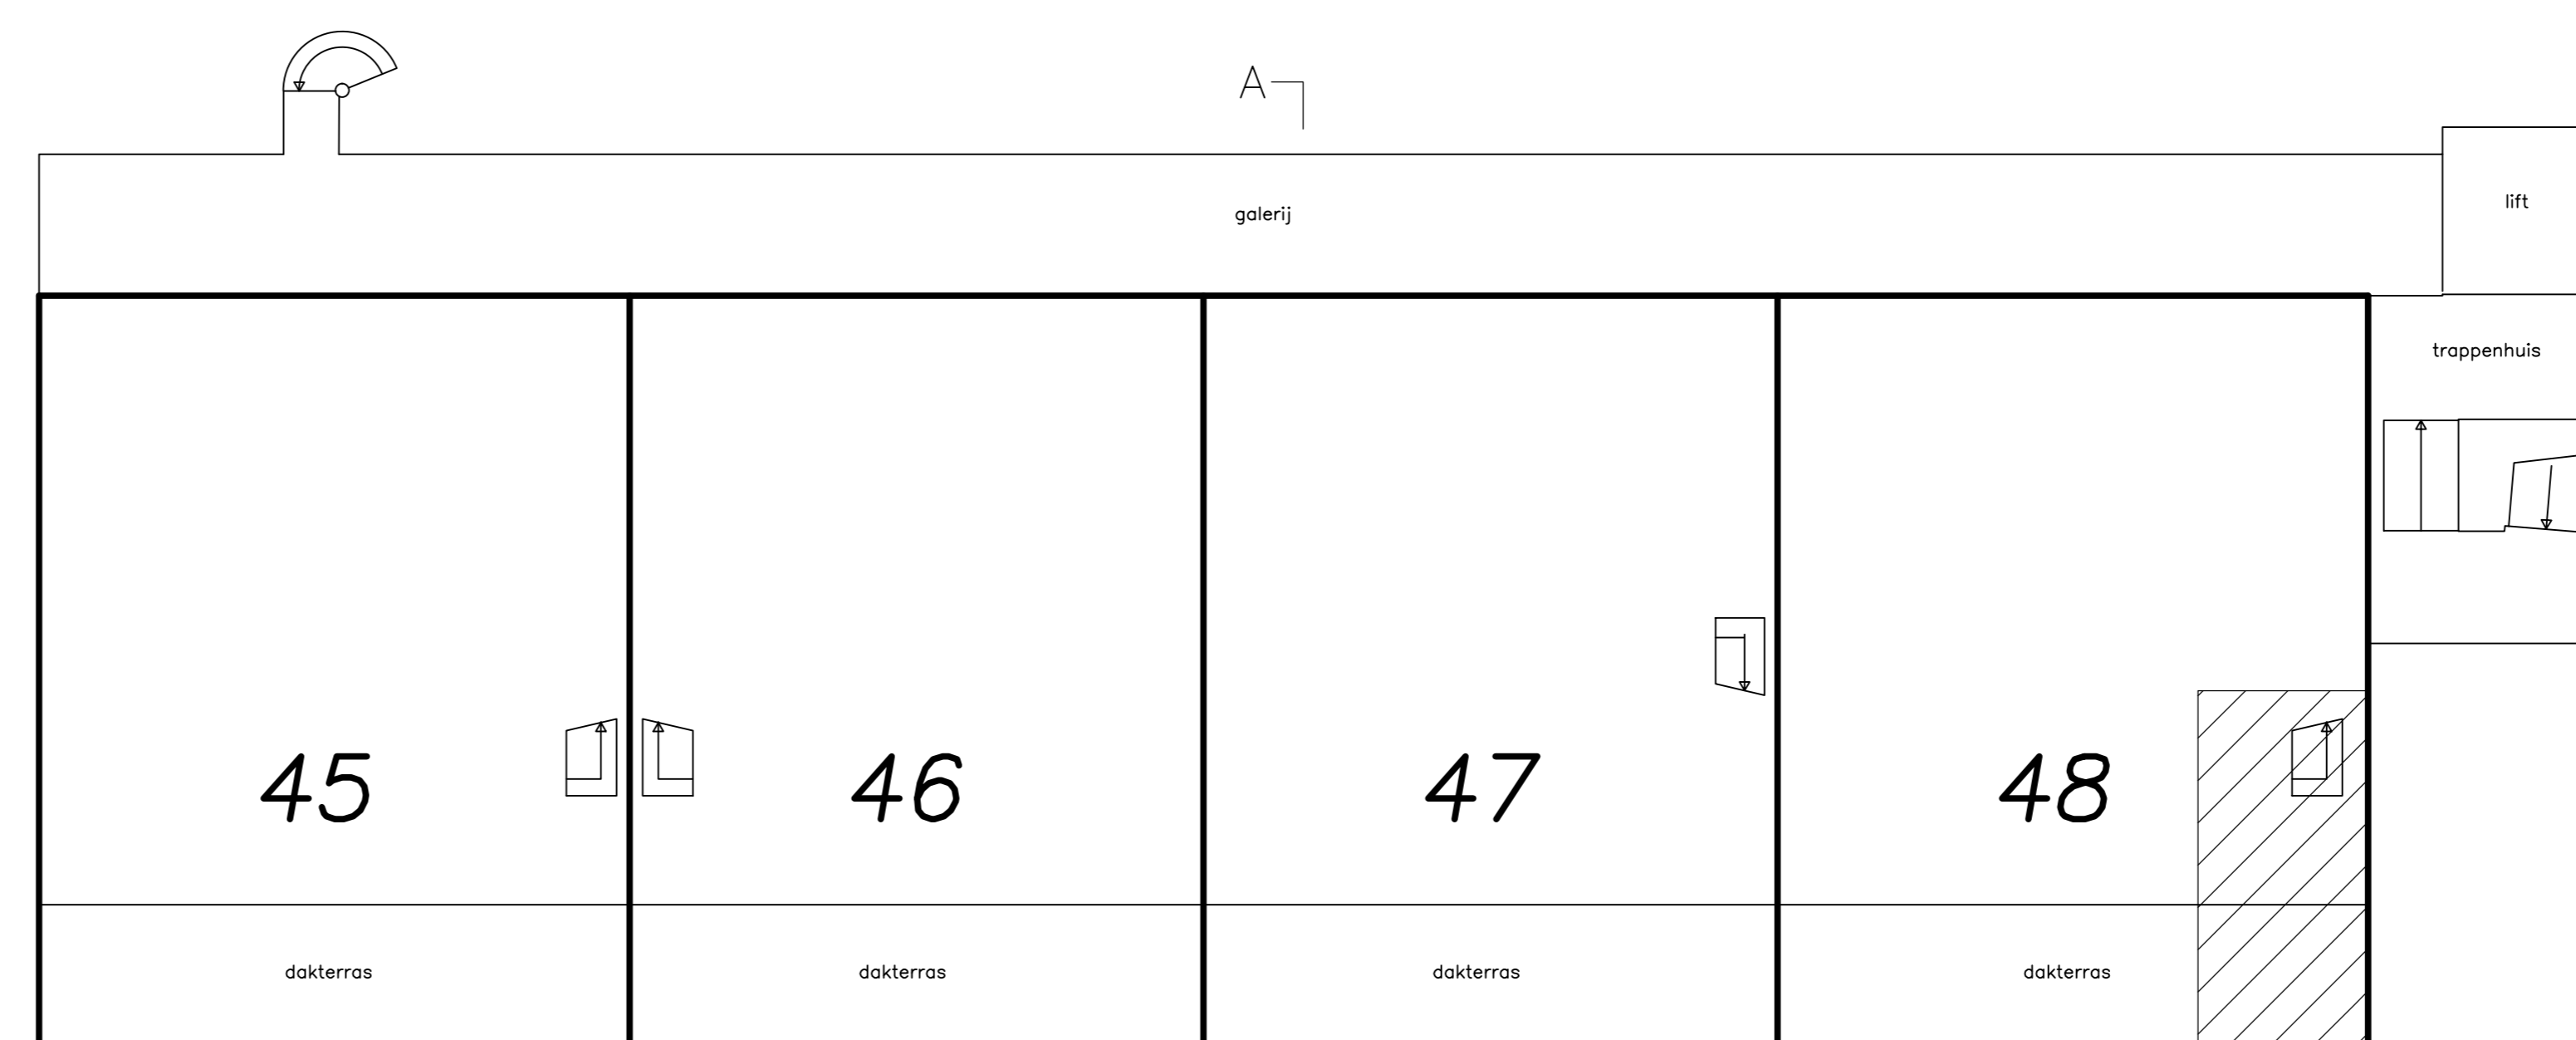 A
galerij
lift
trappenhuis
45
46
47
48
dakterras
dakterras
dakterras
dakterras